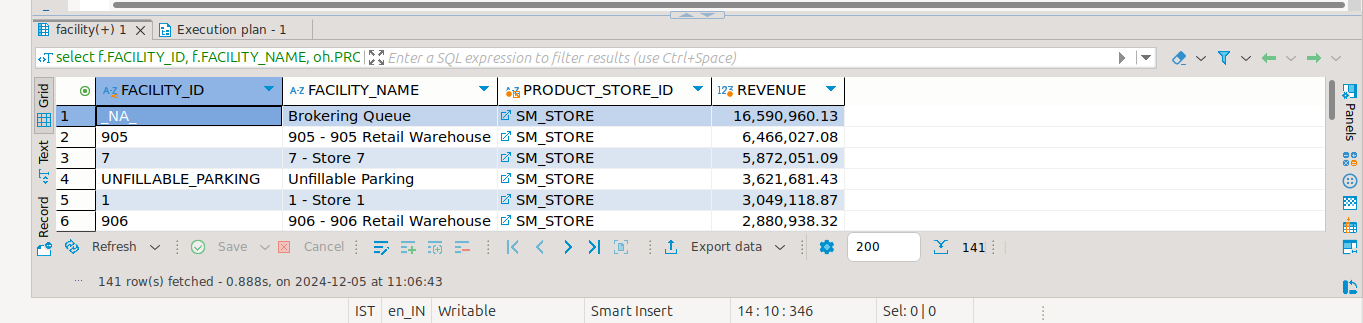 facility(+) 1 Execution plan - 1
select f.FACILITY_ID, f.FACILITY_NAME, oh.PRC Enter a SQL expression to filter results (use Ctrl+Space)
Grid
Text
Record
Panels
FACILITY_ID FACILITY_NAME PRODUCT_STORE_ID 123 REVENUE
1 _NA_ Brokering Queue SM_STORE 16,590,960.13
2 905 905 - 905 Retail Warehouse SM_STORE 6,466,027.08
3 7 7 - Store 7 SM_STORE 5,872,051.09
4 UNFILLABLE_PARKING Unfillable Parking SM_STORE 3,621,681.43
5 1 1 - Store 1 SM_STORE 3,049,118.87
6 906 906 - 906 Retail Warehouse SM_STORE 2,880,938.32
Refresh Save Cancel Export data 200 141
... 141 row(s) fetched - 0.888s, on 2024-12-05 at 11:06:43
IST en_IN Writable Smart Insert 14 : 10 : 346 Sel: 0 | 0